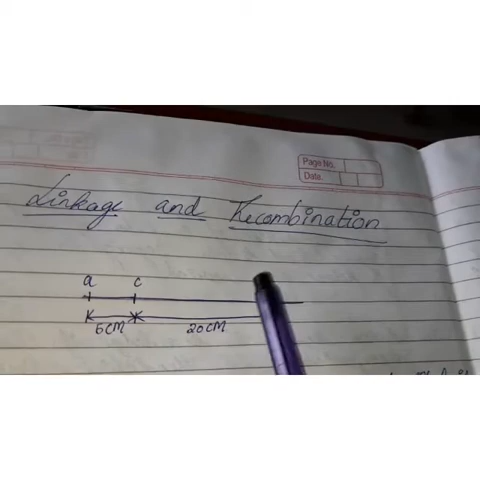 Page No.
Date.
Linkage and Recombination
a c
5CM 20CM